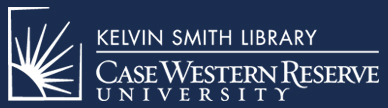 KELVIN SMITH LIBRARY
CASE WESTERN RESERVE
UNIVERSITY